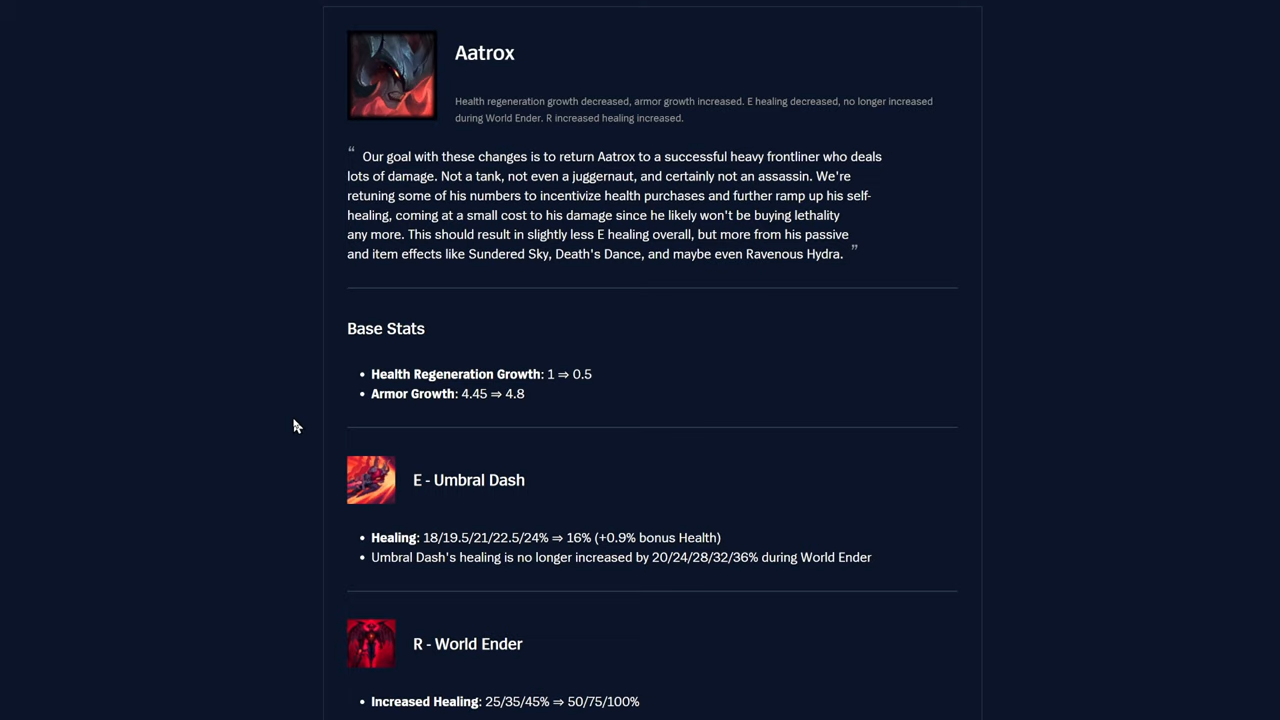 Aatrox
Health regeneration growth decreased, armor growth increased. E healing decreased, no longer increased
during World Ender. R increased healing increased.
“ Our goal with these changes is to return Aatrox to a successful heavy frontliner who deals
lots of damage. Not a tank, not even a juggernaut, and certainly not an assassin. We're
retuning some of his numbers to incentivize health purchases and further ramp up his self-
healing, coming at a small cost to his damage since he likely won't be buying lethality
any more. This should result in slightly less E healing overall, but more from his passive
and item effects like Sundered Sky, Death's Dance, and maybe even Ravenous Hydra. ”
Base Stats
• Health Regeneration Growth: 1 ⇒ 0.5
• Armor Growth: 4.45 ⇒ 4.8
E - Umbral Dash
• Healing: 18/19.5/21/22.5/24% ⇒ 16% (+0.9% bonus Health)
• Umbral Dash's healing is no longer increased by 20/24/28/32/36% during World Ender
R - World Ender
• Increased Healing: 25/35/45% ⇒ 50/75/100%